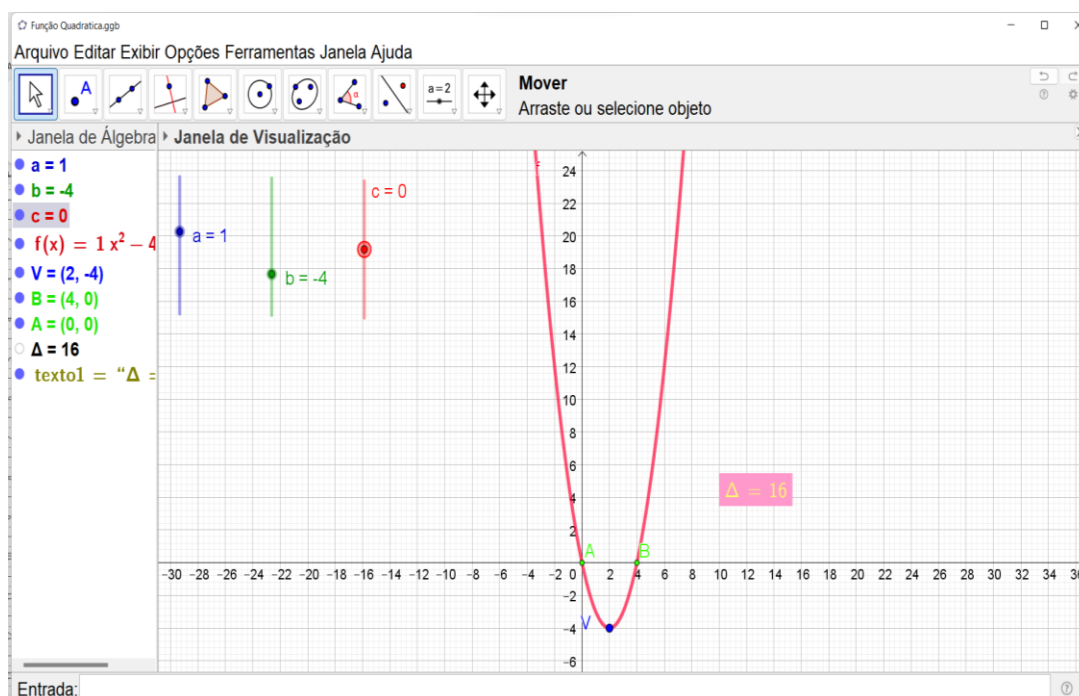 Função Quadratica.ggb
Arquivo Editar Exibir Opções Ferramentas Janela Ajuda
A
α
a=2
Mover
Arraste ou selecione objeto
Janela de Álgebra
Janela de Visualização
a = 1
b = -4
c = 0
f(x) = 1 x² − 4
V = (2, -4)
B = (4, 0)
A = (0, 0)
Δ = 16
texto1 = “Δ =
a = 1
b = -4
c = 0
f
24
22
20
18
16
14
12
10
8
6
4
2
−2
−4
−6
−30 −28 −26 −24 −22 −20 −18 −16 −14 −12 −10 −8 −6 −4 −2 0 2 4 6 8 10 12 14 16 18 20 22 24 26 28 30 32 34 36
A
B
V
Δ = 16
Entrada: